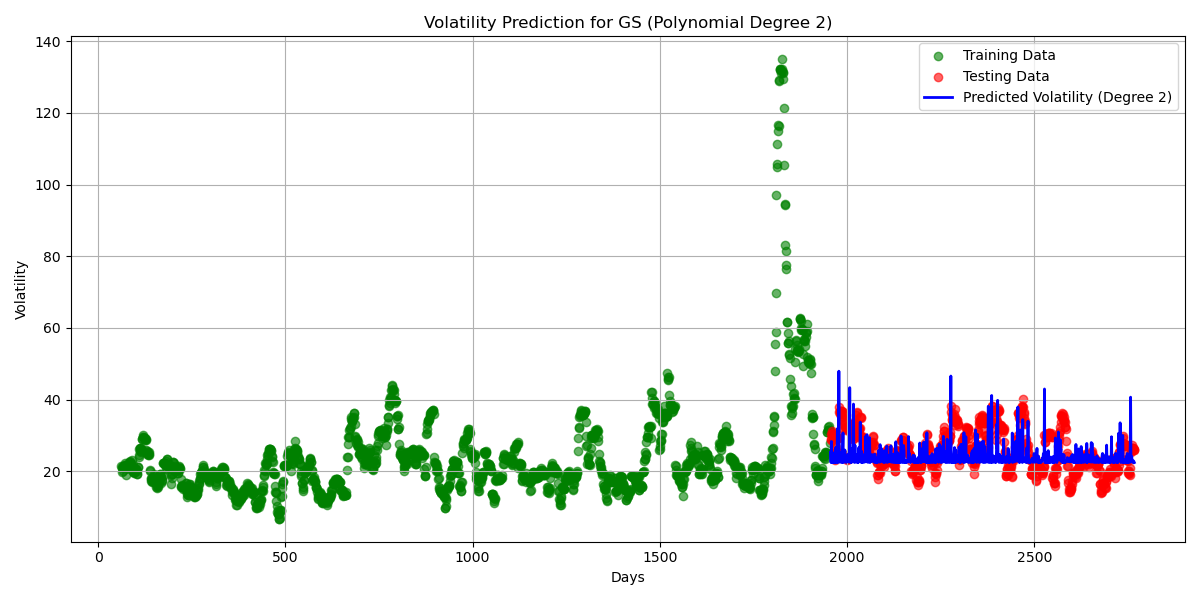 Volatility Prediction for GS (Polynomial Degree 2)
Training Data
Testing Data
Predicted Volatility (Degree 2)
Volatility
140
120
100
80
60
40
20
0
500
1000
1500
2000
2500
Days